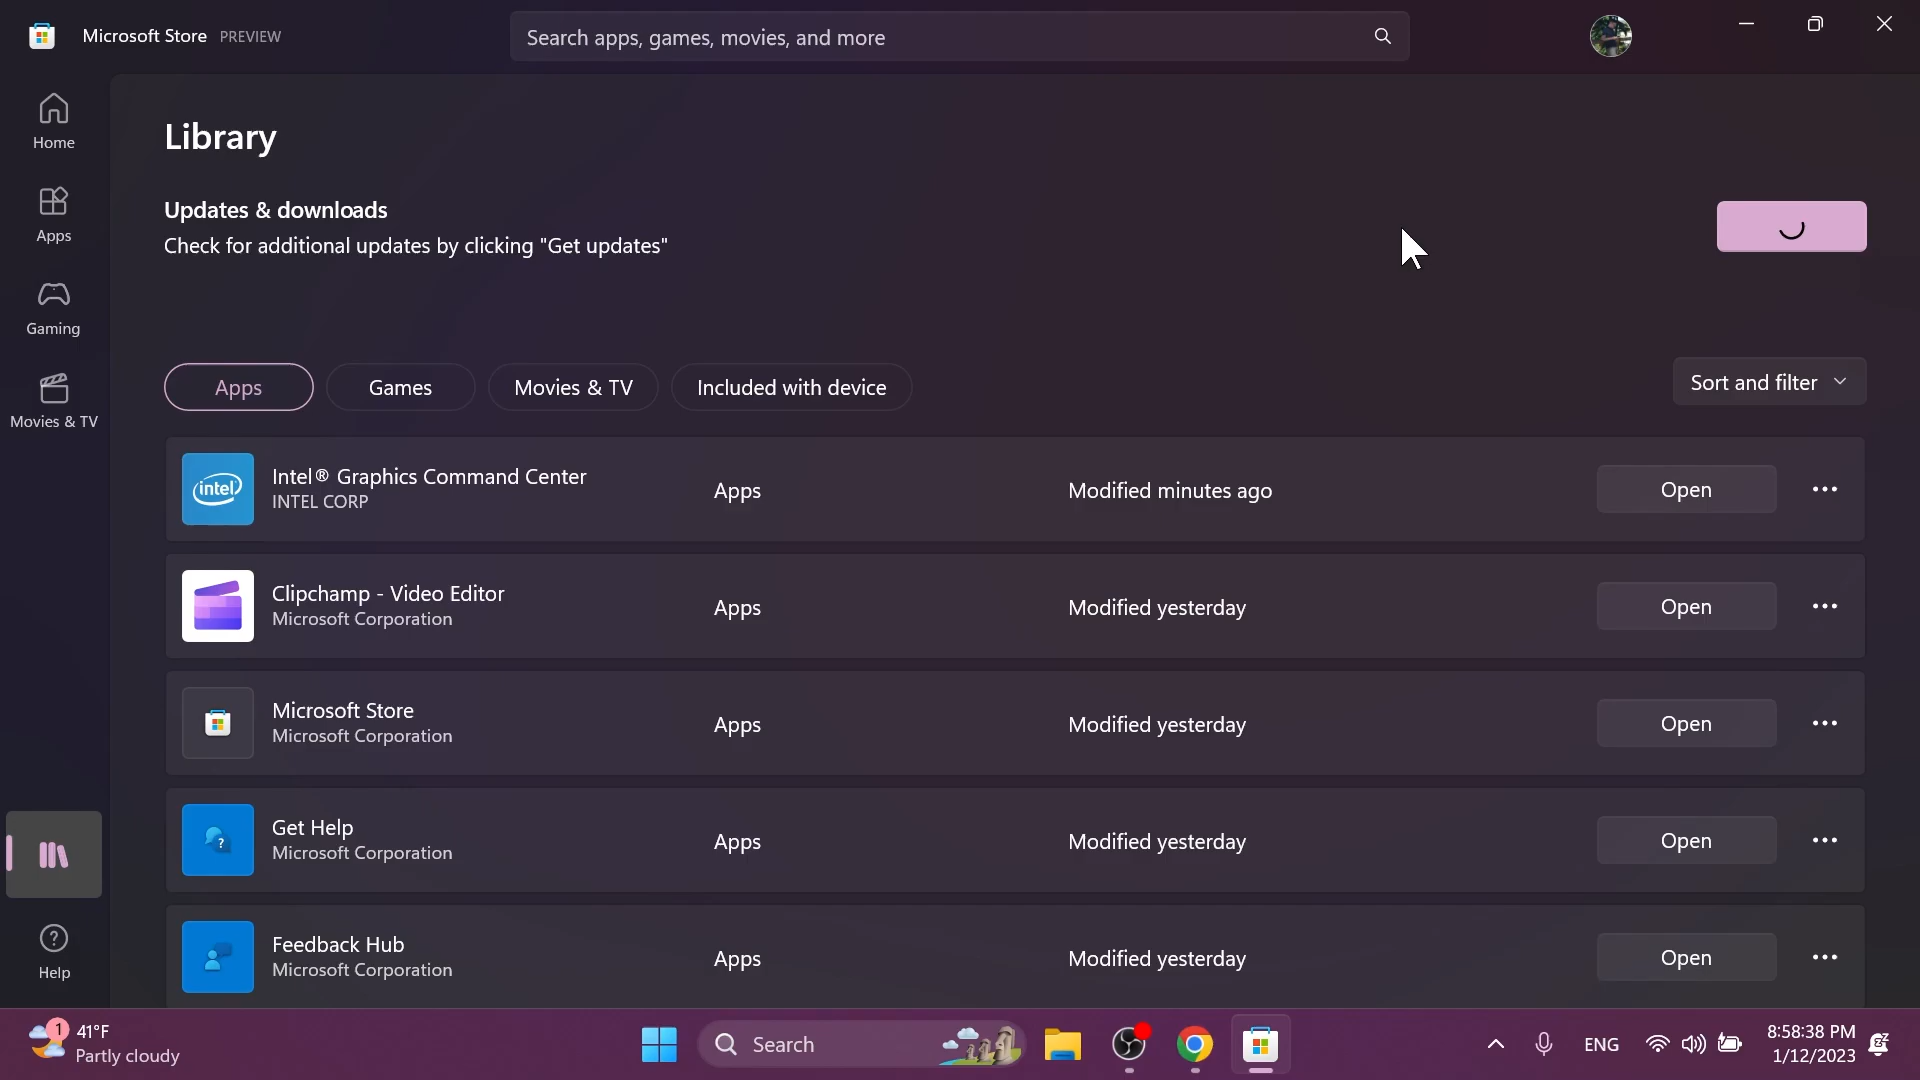 Microsoft Store PREVIEW
Search apps, games, movies, and more
Home
Apps
Gaming
Movies & TV
Help
Library
Updates & downloads
Check for additional updates by clicking "Get updates"
Apps
Games
Movies & TV
Included with device
Sort and filter
intel
Intel® Graphics Command Center
INTEL CORP
Apps
Modified minutes ago
Open
Clipchamp - Video Editor
Microsoft Corporation
Apps
Modified yesterday
Open
Microsoft Store
Microsoft Corporation
Apps
Modified yesterday
Open
Get Help
Microsoft Corporation
Apps
Modified yesterday
Open
Feedback Hub
Microsoft Corporation
Apps
Modified yesterday
Open
1
41°F
Partly cloudy
Search
ENG
8:58:38 PM
1/12/2023